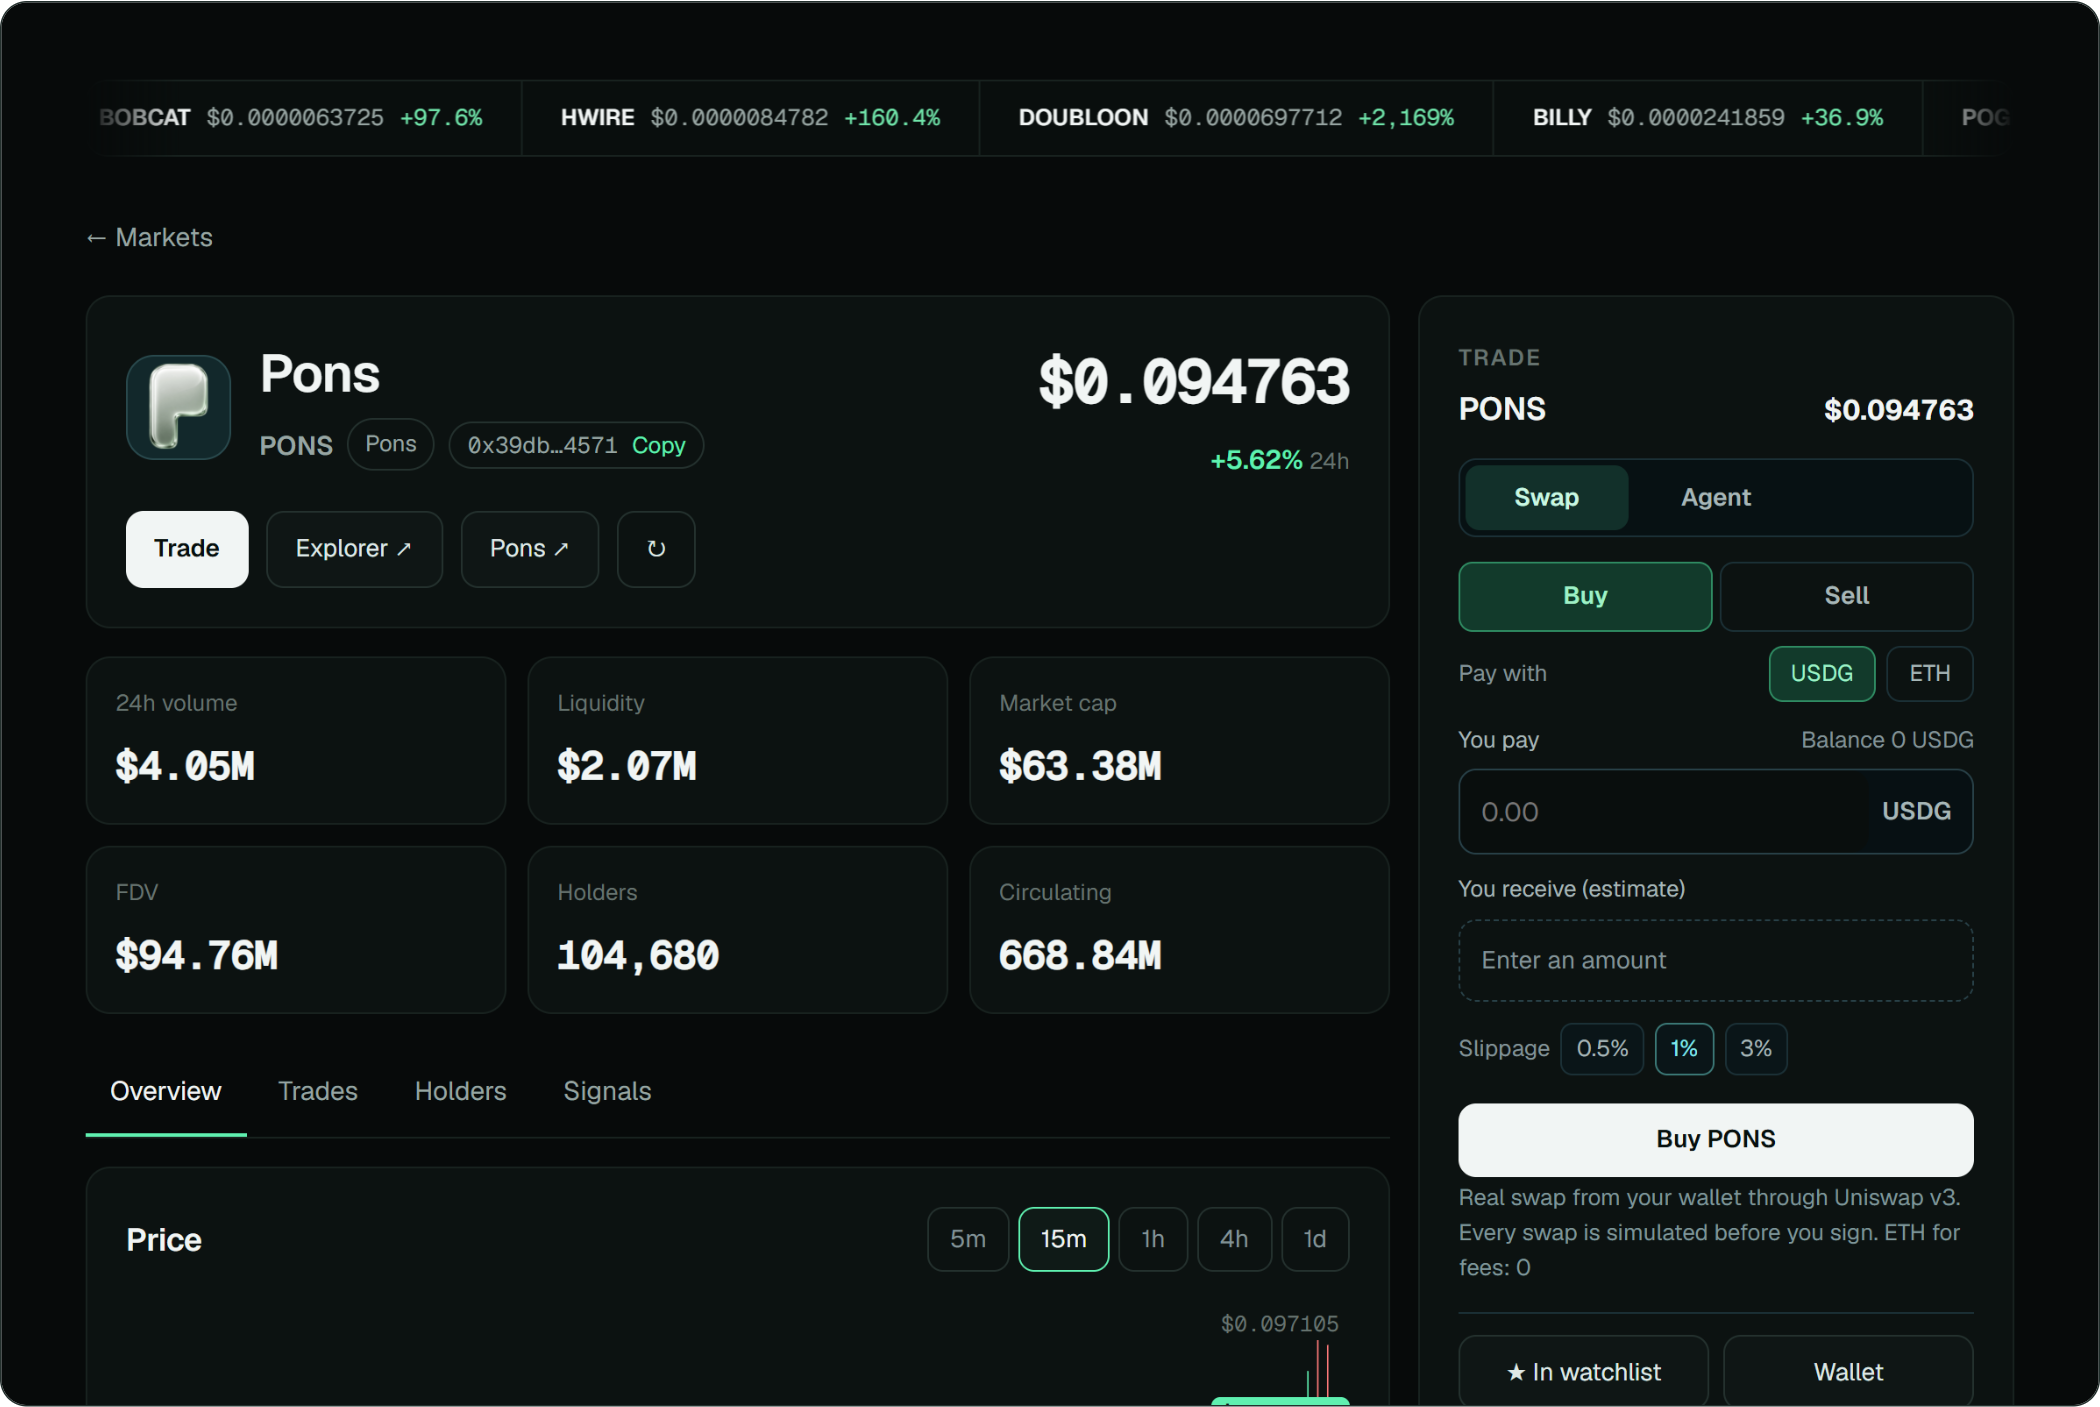 BOBCAT $0.0000063725 +97.6%
HWIRE $0.0000084782 +160.4%
DOUBLOON $0.0000697712 +2,169%
BILLY $0.0000241859 +36.9%
POG
← Markets
Pons
PONS Pons 0x39db…4571 Copy
$0.094763
+5.62% 24h
Trade Explorer ↗ Pons ↗ ↻
24h volume
$4.05M
Liquidity
$2.07M
Market cap
$63.38M
FDV
$94.76M
Holders
104,680
Circulating
668.84M
Overview Trades Holders Signals
Price
5m 15m 1h 4h 1d
$0.097105
TRADE
PONS $0.094763
Swap Agent
Buy Sell
Pay with USDG ETH
You pay Balance 0 USDG
0.00 USDG
You receive (estimate)
Enter an amount
Slippage 0.5% 1% 3%
Buy PONS
Real swap from your wallet through Uniswap v3.
Every swap is simulated before you sign. ETH for
fees: 0
★ In watchlist Wallet